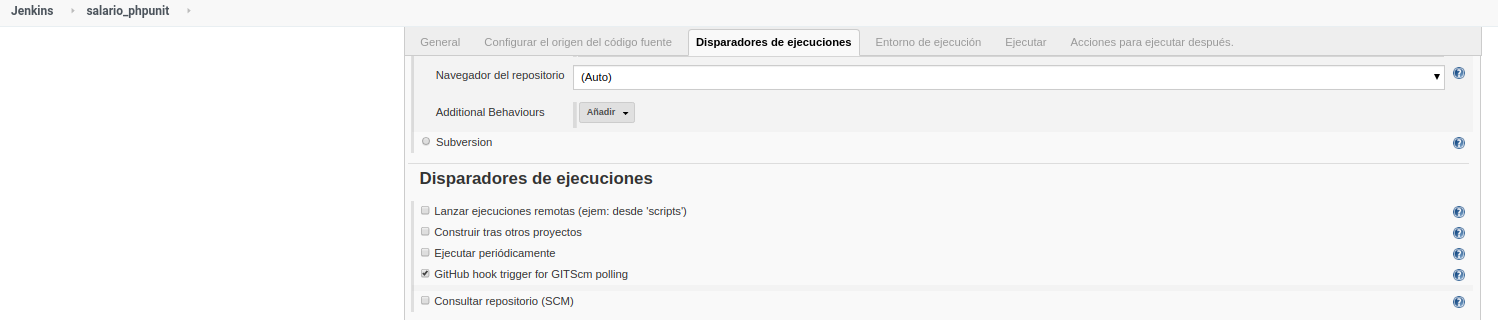 Jenkins salario_phpunit
General Configurar el origen del código fuente Disparadores de ejecuciones Entorno de ejecución Ejecutar Acciones para ejecutar después.
Navegador del repositorio (Auto)
Additional Behaviours Añadir
Subversion
Disparadores de ejecuciones
Lanzar ejecuciones remotas (ejem: desde 'scripts')
Construir tras otros proyectos
Ejecutar periódicamente
GitHub hook trigger for GITScm polling
Consultar repositorio (SCM)